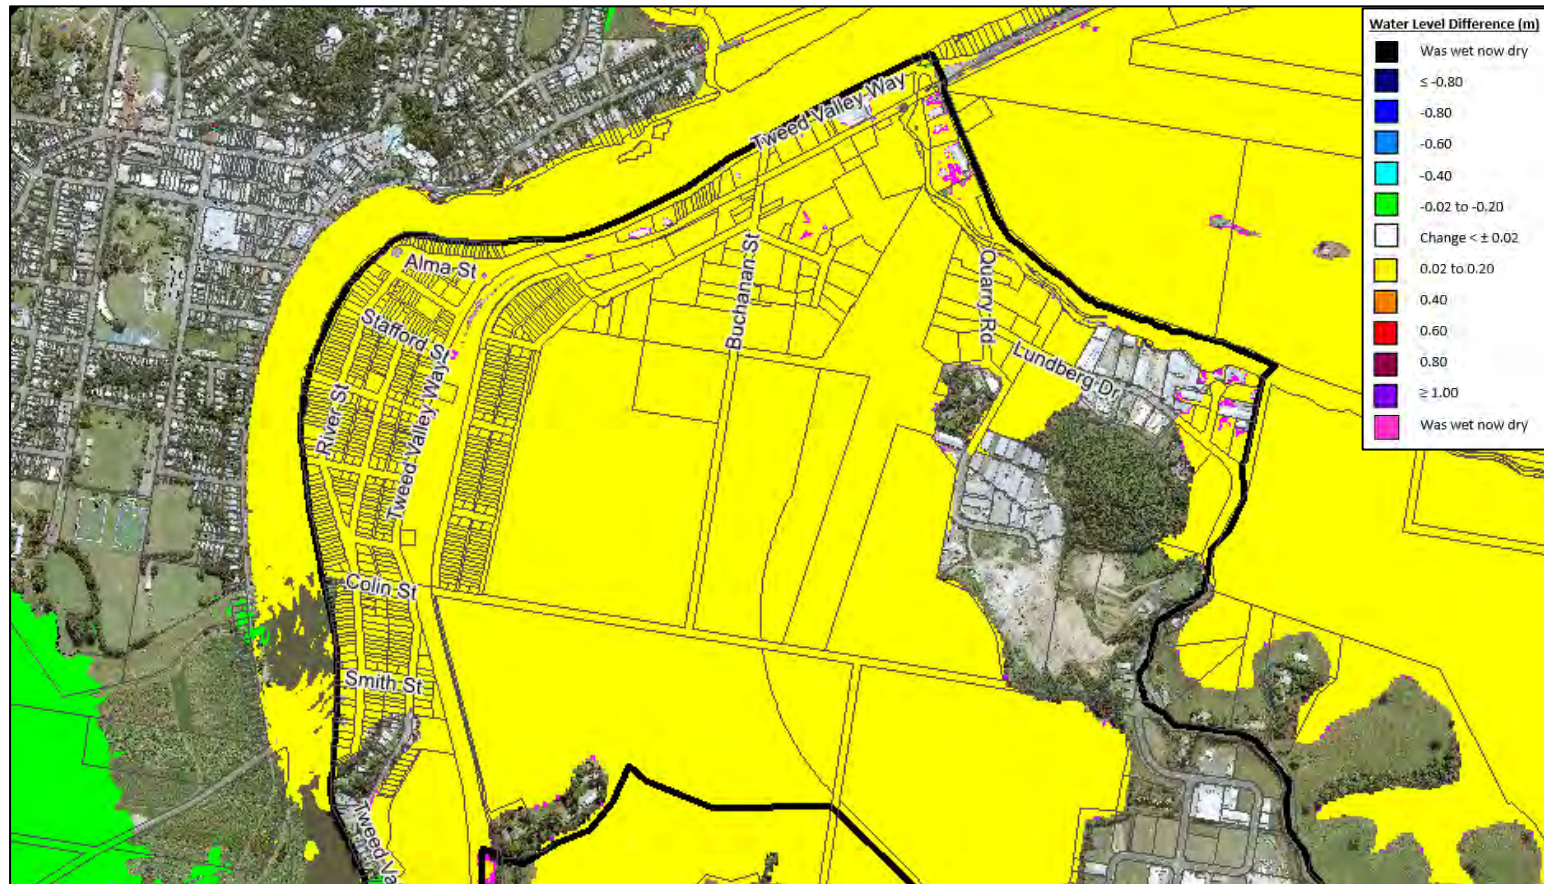 Water Level Difference (m)
Was wet now dry
≤ -0.80
-0.80
-0.60
-0.40
-0.02 to -0.20
Change < ± 0.02
0.02 to 0.20
0.40
0.60
0.80
≥ 1.00
Was wet now dry
Tweed Valley Way
Alma St
Stafford St
River St
Tweed Valley Way
Buchanan St
Quarry Rd
Lundberg Dr
Colin St
Smith St
Tweed Va